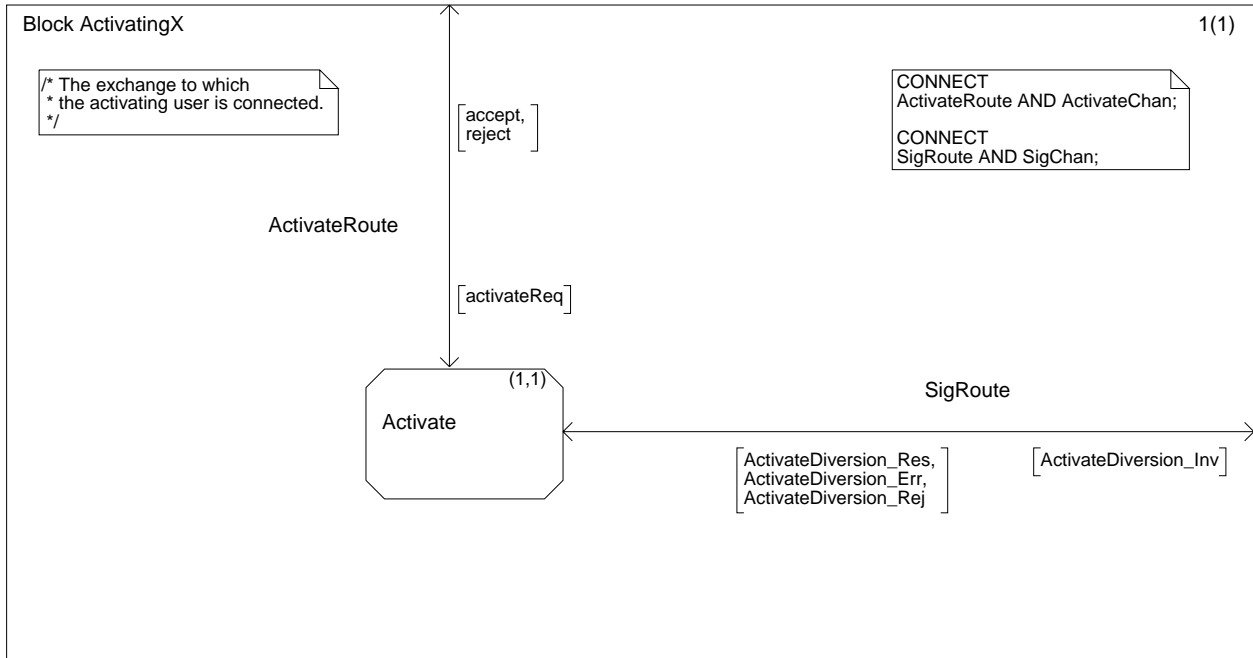 Block ActivatingX
1(1)
/* The exchange to which
* the activating user is connected.
*/
CONNECT
ActivateRoute AND ActivateChan;
CONNECT
SigRoute AND SigChan;
accept,
reject
ActivateRoute
activateReq
(1,1)
Activate
SigRoute
ActivateDiversion_Res,
ActivateDiversion_Err,
ActivateDiversion_Rej
ActivateDiversion_Inv